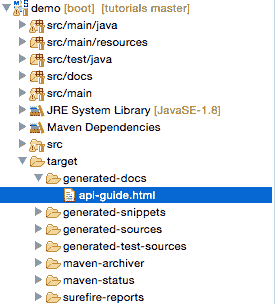 demo [boot] [tutorials master]
src/main/java
src/main/resources
src/test/java
src/docs
src/main
JRE System Library [JavaSE-1.8]
Maven Dependencies
src
target
generated-docs
api-guide.html
generated-snippets
generated-sources
generated-test-sources
maven-archiver
maven-status
surefire-reports